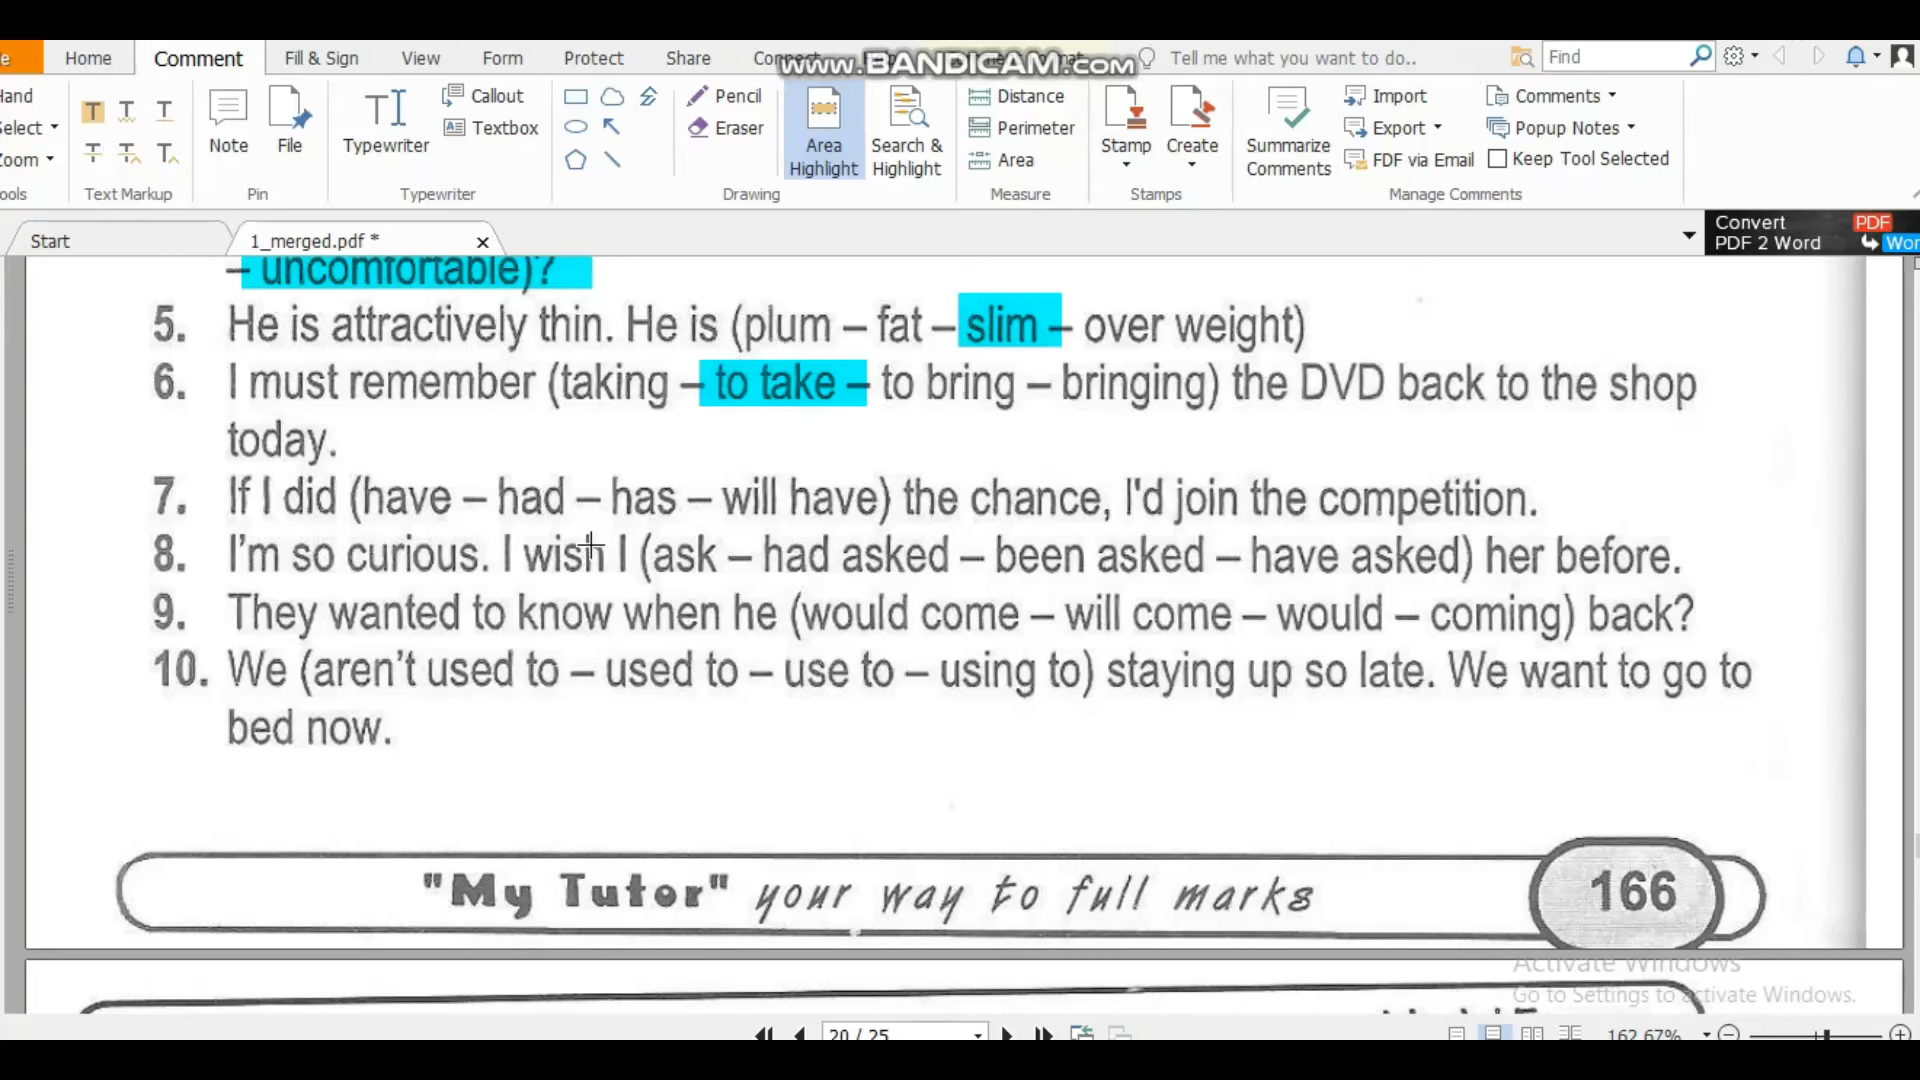 www.BANDICAM.com
Home Comment Fill & Sign View Form Protect Share Tell me what you want to do.. Find
Callout
Pencil
Distance
Import
Comments
Textbox
Eraser
Perimeter
Export
Popup Notes
Note File Typewriter Area Highlight Search & Highlight Area Stamp Create Summarize Comments FDF via Email Keep Tool Selected
Text Markup Pin Typewriter Drawing Measure Stamps Manage Comments
Start 1_merged.pdf * Convert PDF
PDF 2 Word
– uncomfortable)?
5. He is attractively thin. He is (plum – fat – slim – over weight)
6. I must remember (taking – to take – to bring – bringing) the DVD back to the shop
today.
7. If I did (have – had – has – will have) the chance, I'd join the competition.
8. I'm so curious. I wish I (ask – had asked – been asked – have asked) her before.
9. They wanted to know when he (would come – will come – would – coming) back?
10. We (aren't used to – used to – use to – using to) staying up so late. We want to go to
bed now.
"My Tutor" your way to full marks 166
Activate Windows
Go to Settings to activate Windows.
20 / 25 162.67%